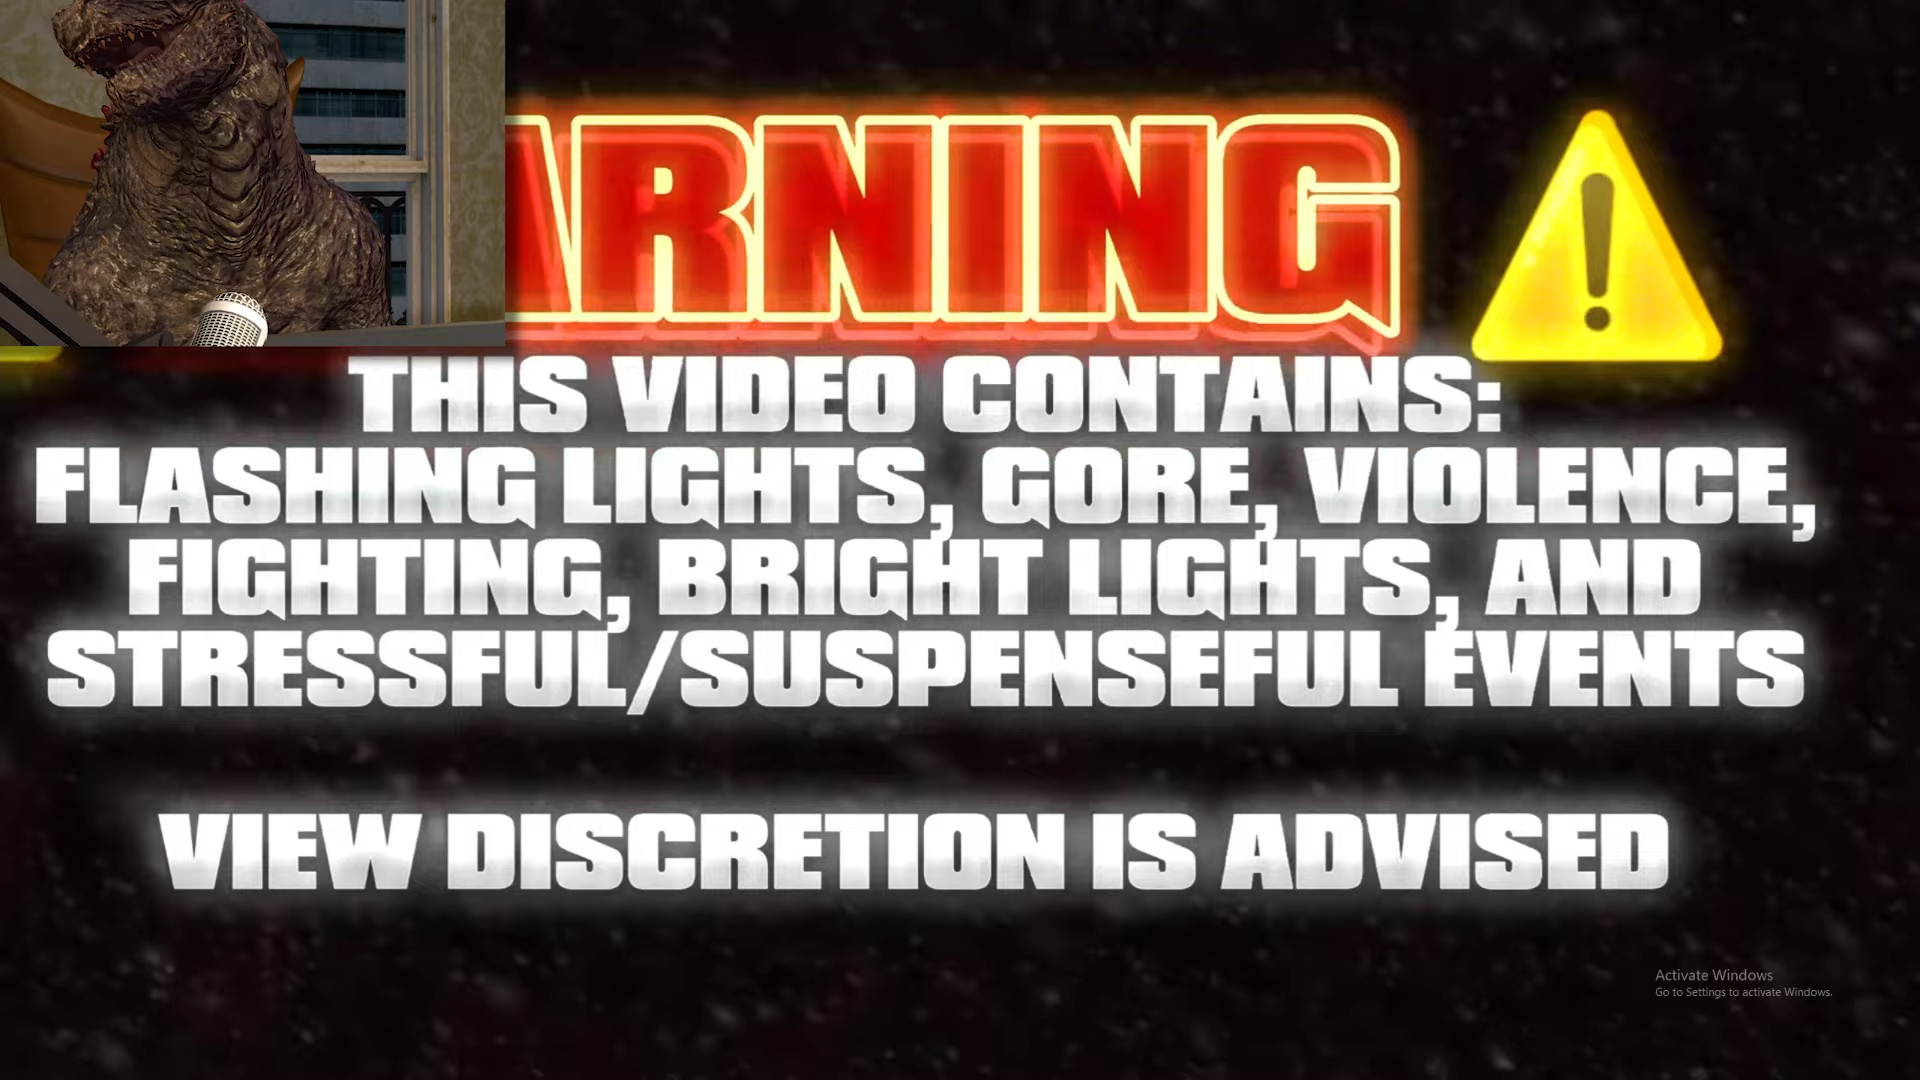 ARNING
THIS VIDEO CONTAINS:
FLASHING LIGHTS, GORE, VIOLENCE,
FIGHTING, BRIGHT LIGHTS, AND
STRESSFUL/SUSPENSEFUL EVENTS
VIEW DISCRETION IS ADVISED
Activate Windows
Go to Settings to activate Windows.